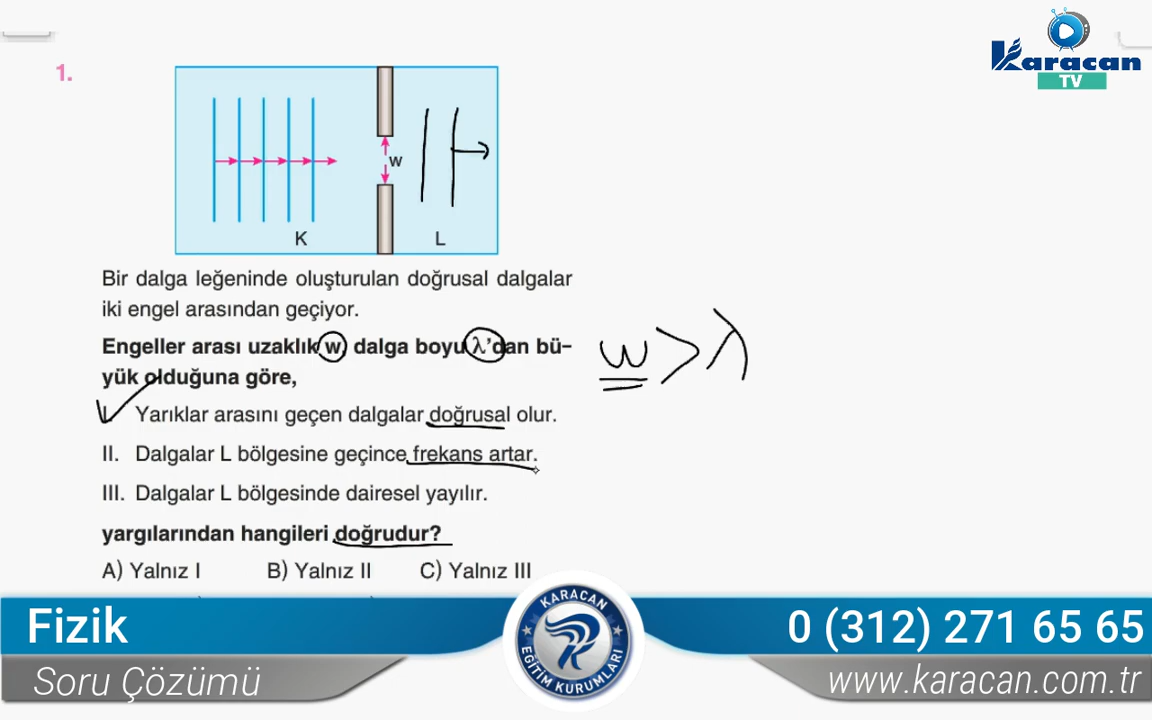 Karacan
TV
1.
w
K
L
Bir dalga leğeninde oluşturulan doğrusal dalgalar
iki engel arasından geçiyor.
Engeller arası uzaklık w, dalga boyu λ'dan bü-
yük olduğuna göre,
w > λ
I. Yarıklar arasını geçen dalgalar doğrusal olur.
II. Dalgalar L bölgesine geçince frekans artar.
III. Dalgalar L bölgesinde dairesel yayılır.
yargılarından hangileri doğrudur?
A) Yalnız I B) Yalnız II C) Yalnız III
Fizik
Soru Çözümü
KARACAN
EĞİTİM KURUMLARI
0 (312) 271 65 65
www.karacan.com.tr